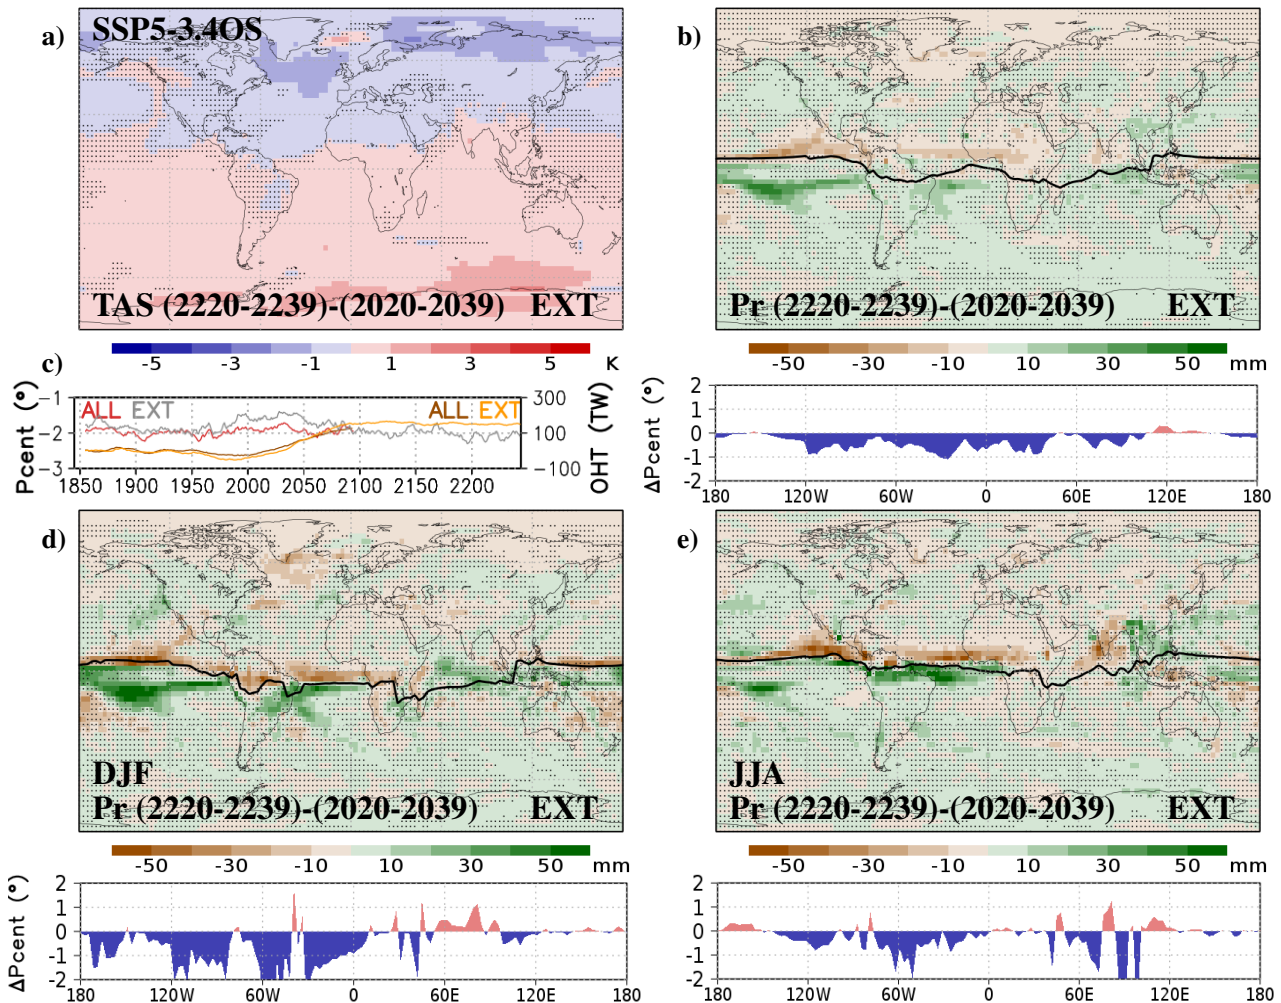 a)
SSP5-3.4OS
TAS (2220-2239)-(2020-2039) EXT
-5 -3 -1 1 3 5 K
b)
Pr (2220-2239)-(2020-2039) EXT
-50 -30 -10 10 30 50 mm
c)
Pcent (°)
-1
-2
-3
ALL EXT ALL EXT
300
100
-100
OHT (TW)
1850 1900 1950 2000 2050 2100 2150 2200
ΔPcent (°)
2
1
0
-1
-2
180 120W 60W 0 60E 120E 180
d)
DJF
Pr (2220-2239)-(2020-2039) EXT
-50 -30 -10 10 30 50 mm
ΔPcent (°)
2
1
0
-1
-2
180 120W 60W 0 60E 120E 180
e)
JJA
Pr (2220-2239)-(2020-2039) EXT
-50 -30 -10 10 30 50 mm
2
1
0
-1
-2
180 120W 60W 0 60E 120E 180